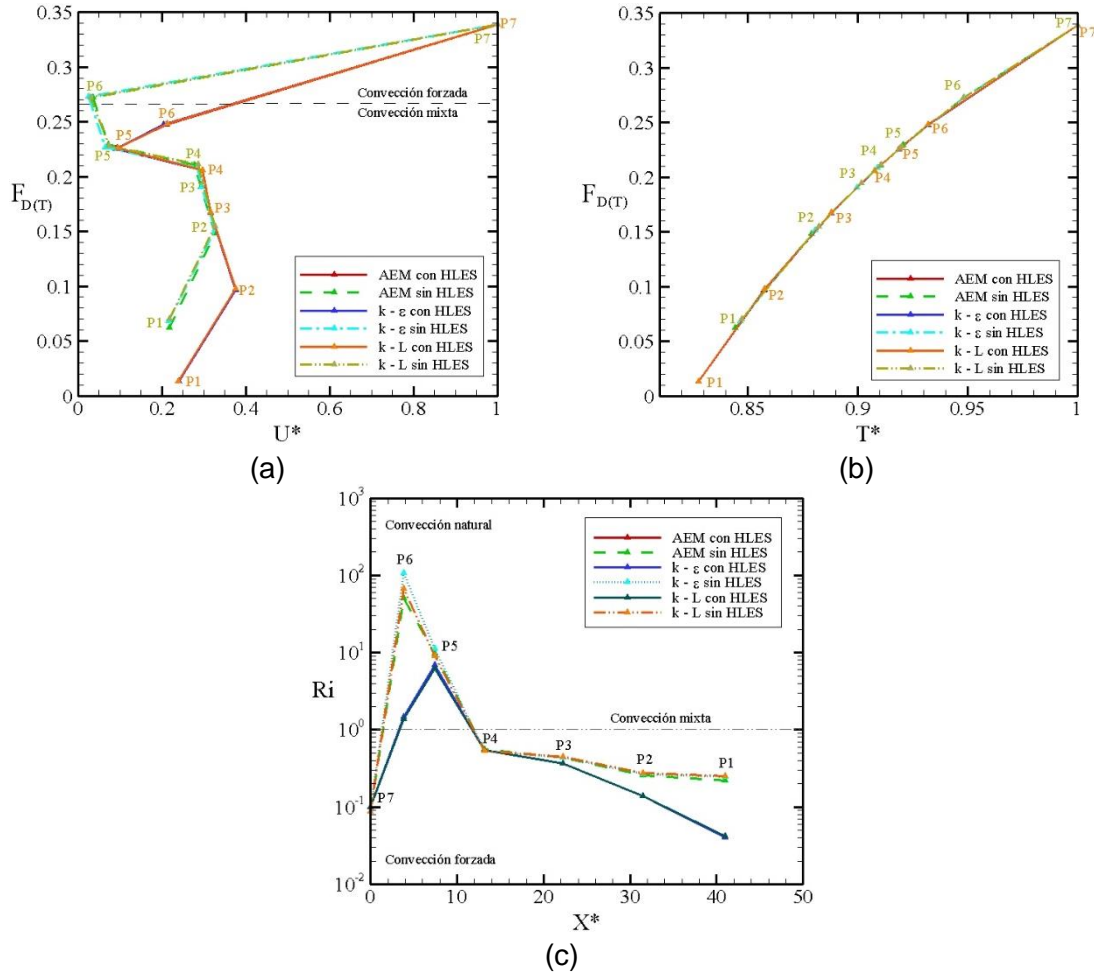 0.35
0.3
0.25
0.2
0.15
0.1
0.05
0
F_D(T)
P7
P7
P6
Convección forzada
Convección mixta
P6
P5
P5
P4
P4
P3
P3
P2
P2
P1
P1
AEM con HLES
AEM sin HLES
k - ε con HLES
k - ε sin HLES
k - L con HLES
k - L sin HLES
0 0.2 0.4 0.6 0.8 1
U*
(a)
0.35
0.3
0.25
0.2
0.15
0.1
0.05
0
F_D(T)
P7
P7
P6
P6
P5
P5
P4
P4
P3
P3
P2
P2
P1
P1
AEM con HLES
AEM sin HLES
k - ε con HLES
k - ε sin HLES
k - L con HLES
k - L sin HLES
0.85 0.9 0.95 1
T*
(b)
10^3
10^2
10^1
10^0
10^-1
10^-2
Ri
Convección natural
P6
P5
Convección mixta
P4
P3
P2
P1
P7
Convección forzada
AEM con HLES
AEM sin HLES
k - ε con HLES
k - ε sin HLES
k - L con HLES
k - L sin HLES
0 10 20 30 40 50
X*
(c)